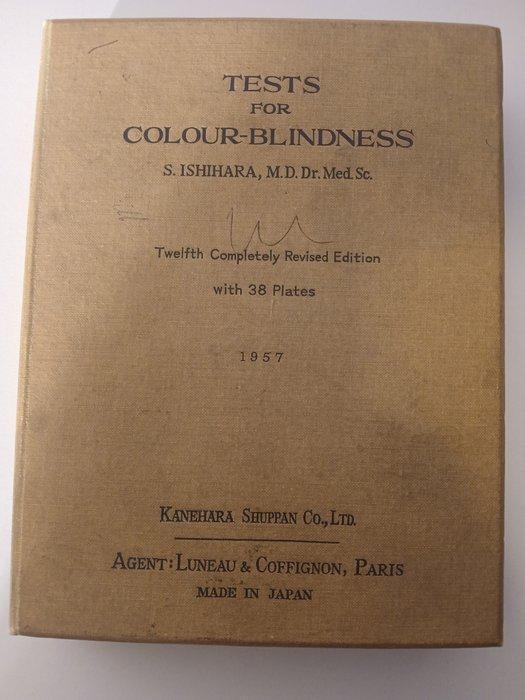 TESTS
FOR
COLOUR-BLINDNESS
S. ISHIHARA, M.D. Dr. Med. Sc.
Twelfth Completely Revised Edition
with 38 Plates
1957
KANEHARA SHUPPAN CO., LTD.
AGENT: LUNEAU & COFFIGNON, PARIS
MADE IN JAPAN